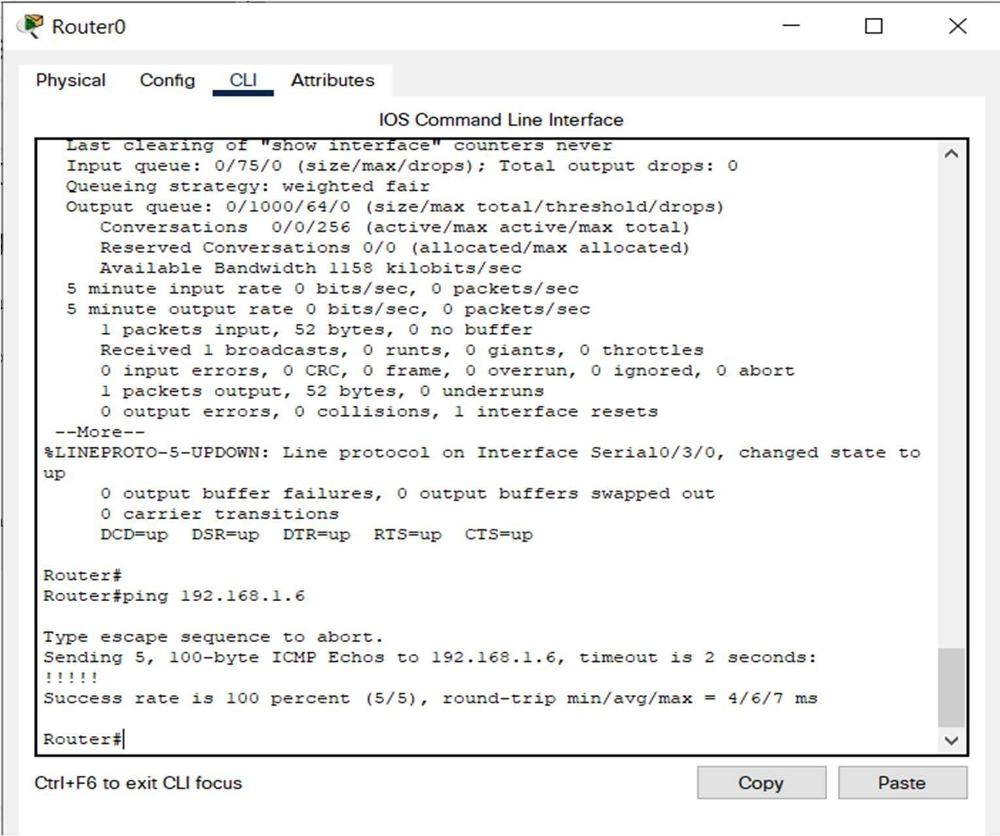 Router0
Physical Config CLI Attributes
IOS Command Line Interface
Last clearing of "show interface" counters never
Input queue: 0/75/0 (size/max/drops); Total output drops: 0
Queueing strategy: weighted fair
Output queue: 0/1000/64/0 (size/max total/threshold/drops)
Conversations  0/0/256 (active/max active/max total)
Reserved Conversations 0/0 (allocated/max allocated)
Available Bandwidth 1158 kilobits/sec
5 minute input rate 0 bits/sec, 0 packets/sec
5 minute output rate 0 bits/sec, 0 packets/sec
1 packets input, 52 bytes, 0 no buffer
Received 1 broadcasts, 0 runts, 0 giants, 0 throttles
0 input errors, 0 CRC, 0 frame, 0 overrun, 0 ignored, 0 abort
1 packets output, 52 bytes, 0 underruns
0 output errors, 0 collisions, 1 interface resets
--More--
%LINEPROTO-5-UPDOWN: Line protocol on Interface Serial0/3/0, changed state to
up
0 output buffer failures, 0 output buffers swapped out
0 carrier transitions
DCD=up  DSR=up  DTR=up  RTS=up  CTS=up
Router#
Router#ping 192.168.1.6
Type escape sequence to abort.
Sending 5, 100-byte ICMP Echos to 192.168.1.6, timeout is 2 seconds:
!!!!!
Success rate is 100 percent (5/5), round-trip min/avg/max = 4/6/7 ms
Router#
Ctrl+F6 to exit CLI focus
Copy Paste